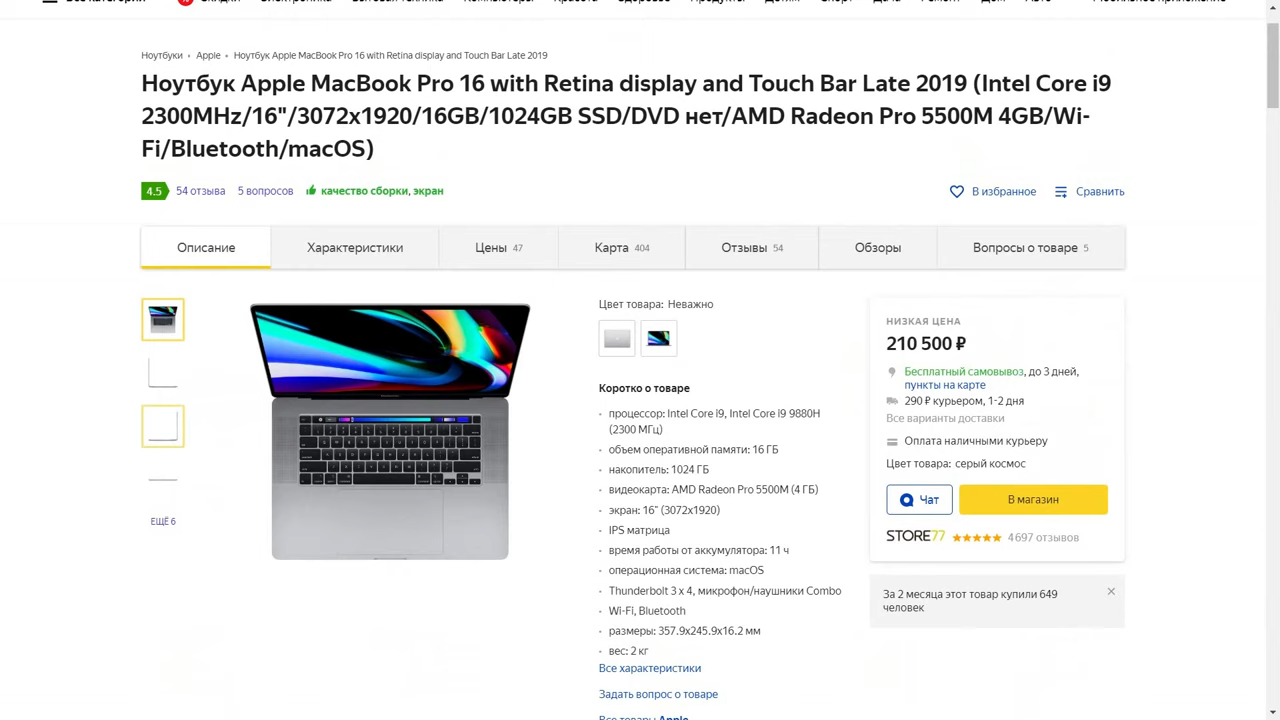 Ноутбуки • Apple • Ноутбук Apple MacBook Pro 16 with Retina display and Touch Bar Late 2019
Ноутбук Apple MacBook Pro 16 with Retina display and Touch Bar Late 2019 (Intel Core i9
2300MHz/16"/3072x1920/16GB/1024GB SSD/DVD нет/AMD Radeon Pro 5500M 4GB/Wi-
Fi/Bluetooth/macOS)
4.5 54 отзыва 5 вопросов качество сборки, экран
В избранное Сравнить
Описание Характеристики Цены 47 Карта 404 Отзывы 54 Обзоры Вопросы о товаре 5
ЕЩЁ 6
Цвет товара: Неважно
Коротко о товаре
• процессор: Intel Core i9, Intel Core i9 9880H
(2300 МГц)
• объем оперативной памяти: 16 ГБ
• накопитель: 1024 ГБ
• видеокарта: AMD Radeon Pro 5500M (4 ГБ)
• экран: 16" (3072x1920)
• IPS матрица
• время работы от аккумулятора: 11 ч
• операционная система: macOS
• Thunderbolt 3 x 4, микрофон/наушники Combo
• Wi-Fi, Bluetooth
• размеры: 357.9x245.9x16.2 мм
• вес: 2 кг
Все характеристики
Задать вопрос о товаре
Все товары Apple
НИЗКАЯ ЦЕНА
210 500 ₽
Бесплатный самовывоз, до 3 дней,
пункты на карте
290 ₽ курьером, 1-2 дня
Все варианты доставки
Оплата наличными курьеру
Цвет товара: серый космос
Чат В магазин
STORE77 4 697 отзывов
За 2 месяца этот товар купили 649
человек